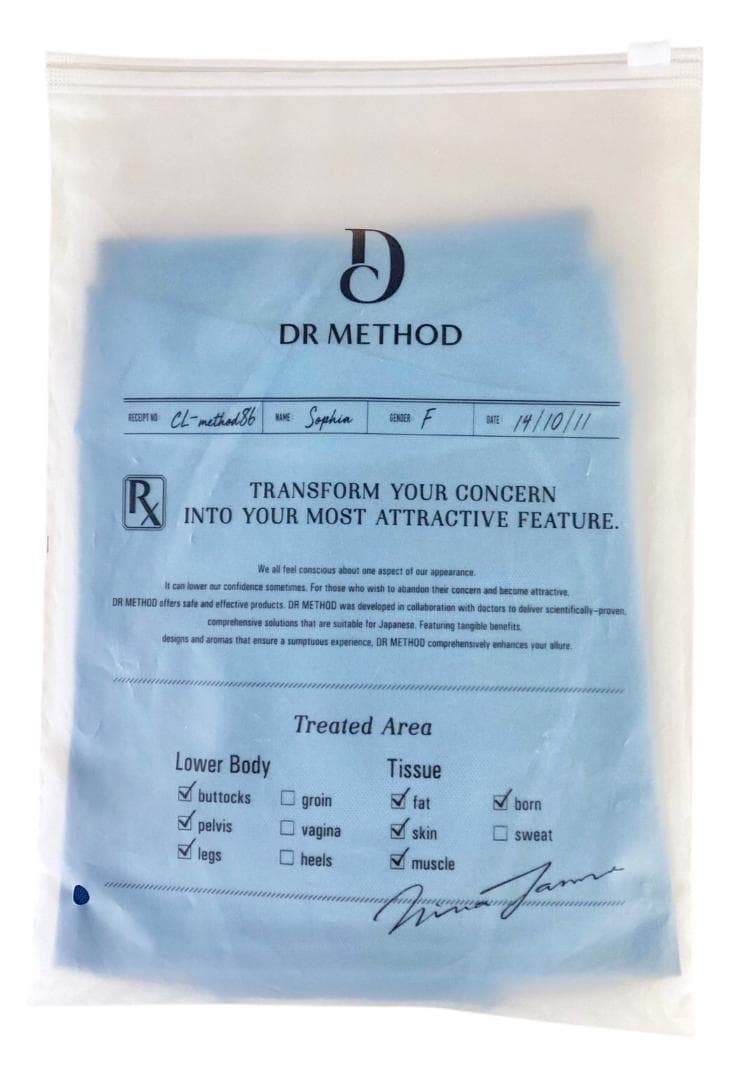 DC
DR METHOD
RECEIPT NO CL-method86 NAME Sophia GENDER F DATE 14/10/11
Rx TRANSFORM YOUR CONCERN
INTO YOUR MOST ATTRACTIVE FEATURE.
We all feel conscious about one aspect of our appearance.
It can lower our confidence sometimes. For those who wish to abandon their concern and become attractive,
DR METHOD offers safe and effective products. DR METHOD was developed in collaboration with doctors to deliver scientifically-proven,
comprehensive solutions that are suitable for Japanese. Featuring tangible benefits,
designs and aromas that ensure a sumptuous experience, DR METHOD comprehensively enhances your allure.
Treated Area
Lower Body Tissue
buttocks groin fat born
pelvis vagina skin sweat
legs heels muscle